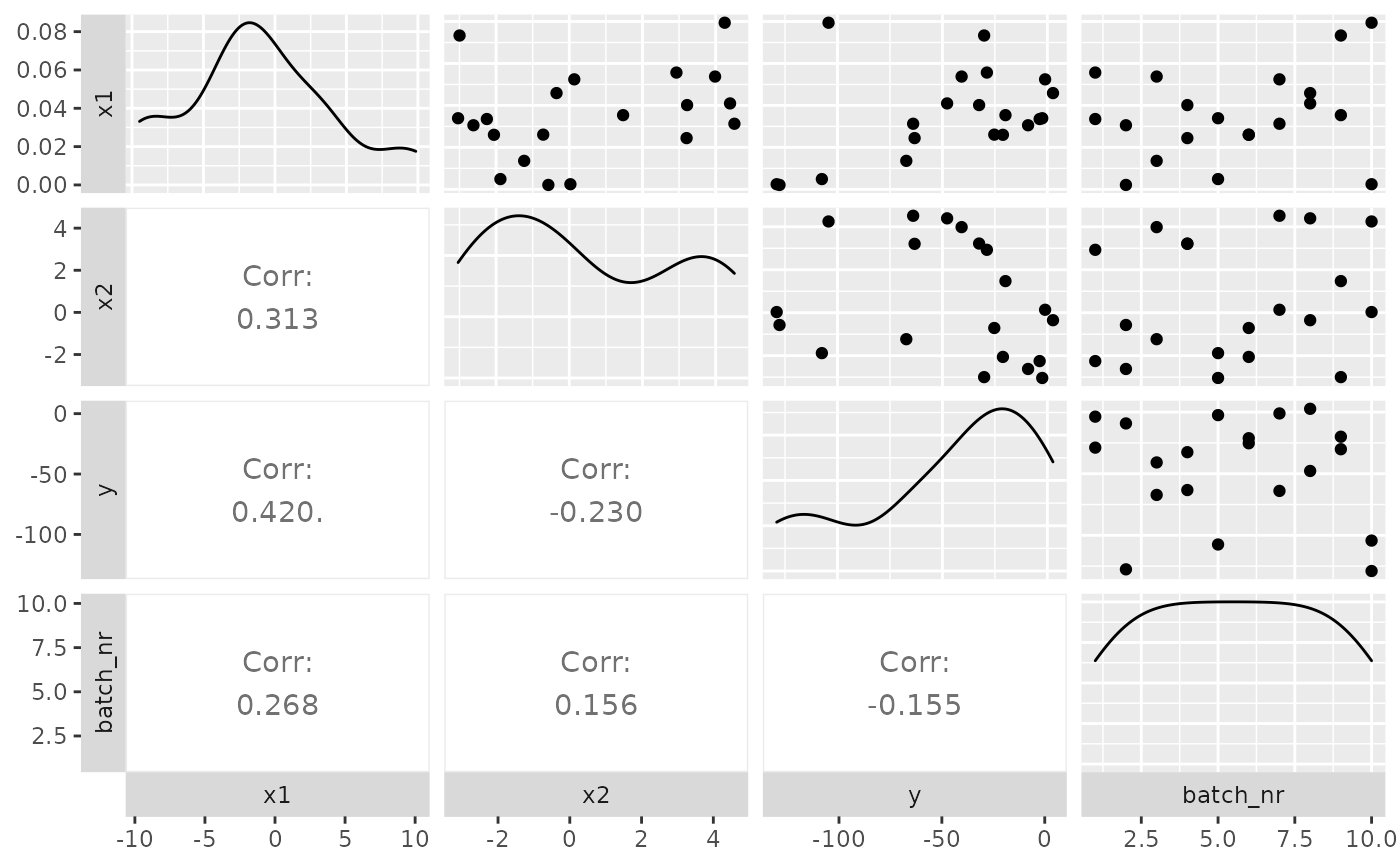 0.08
0.06
0.04
0.02
0.00
x1
4
2
0
-2
x2
Corr:
0.313
0
-50
-100
y
Corr:
0.420.
Corr:
-0.230
10.0
7.5
5.0
2.5
batch_nr
Corr:
0.268
Corr:
0.156
Corr:
-0.155
x1 x2 y batch_nr
-10 -5 0 5 10 -2 0 2 4 -100 -50 0 2.5 5.0 7.5 10.0